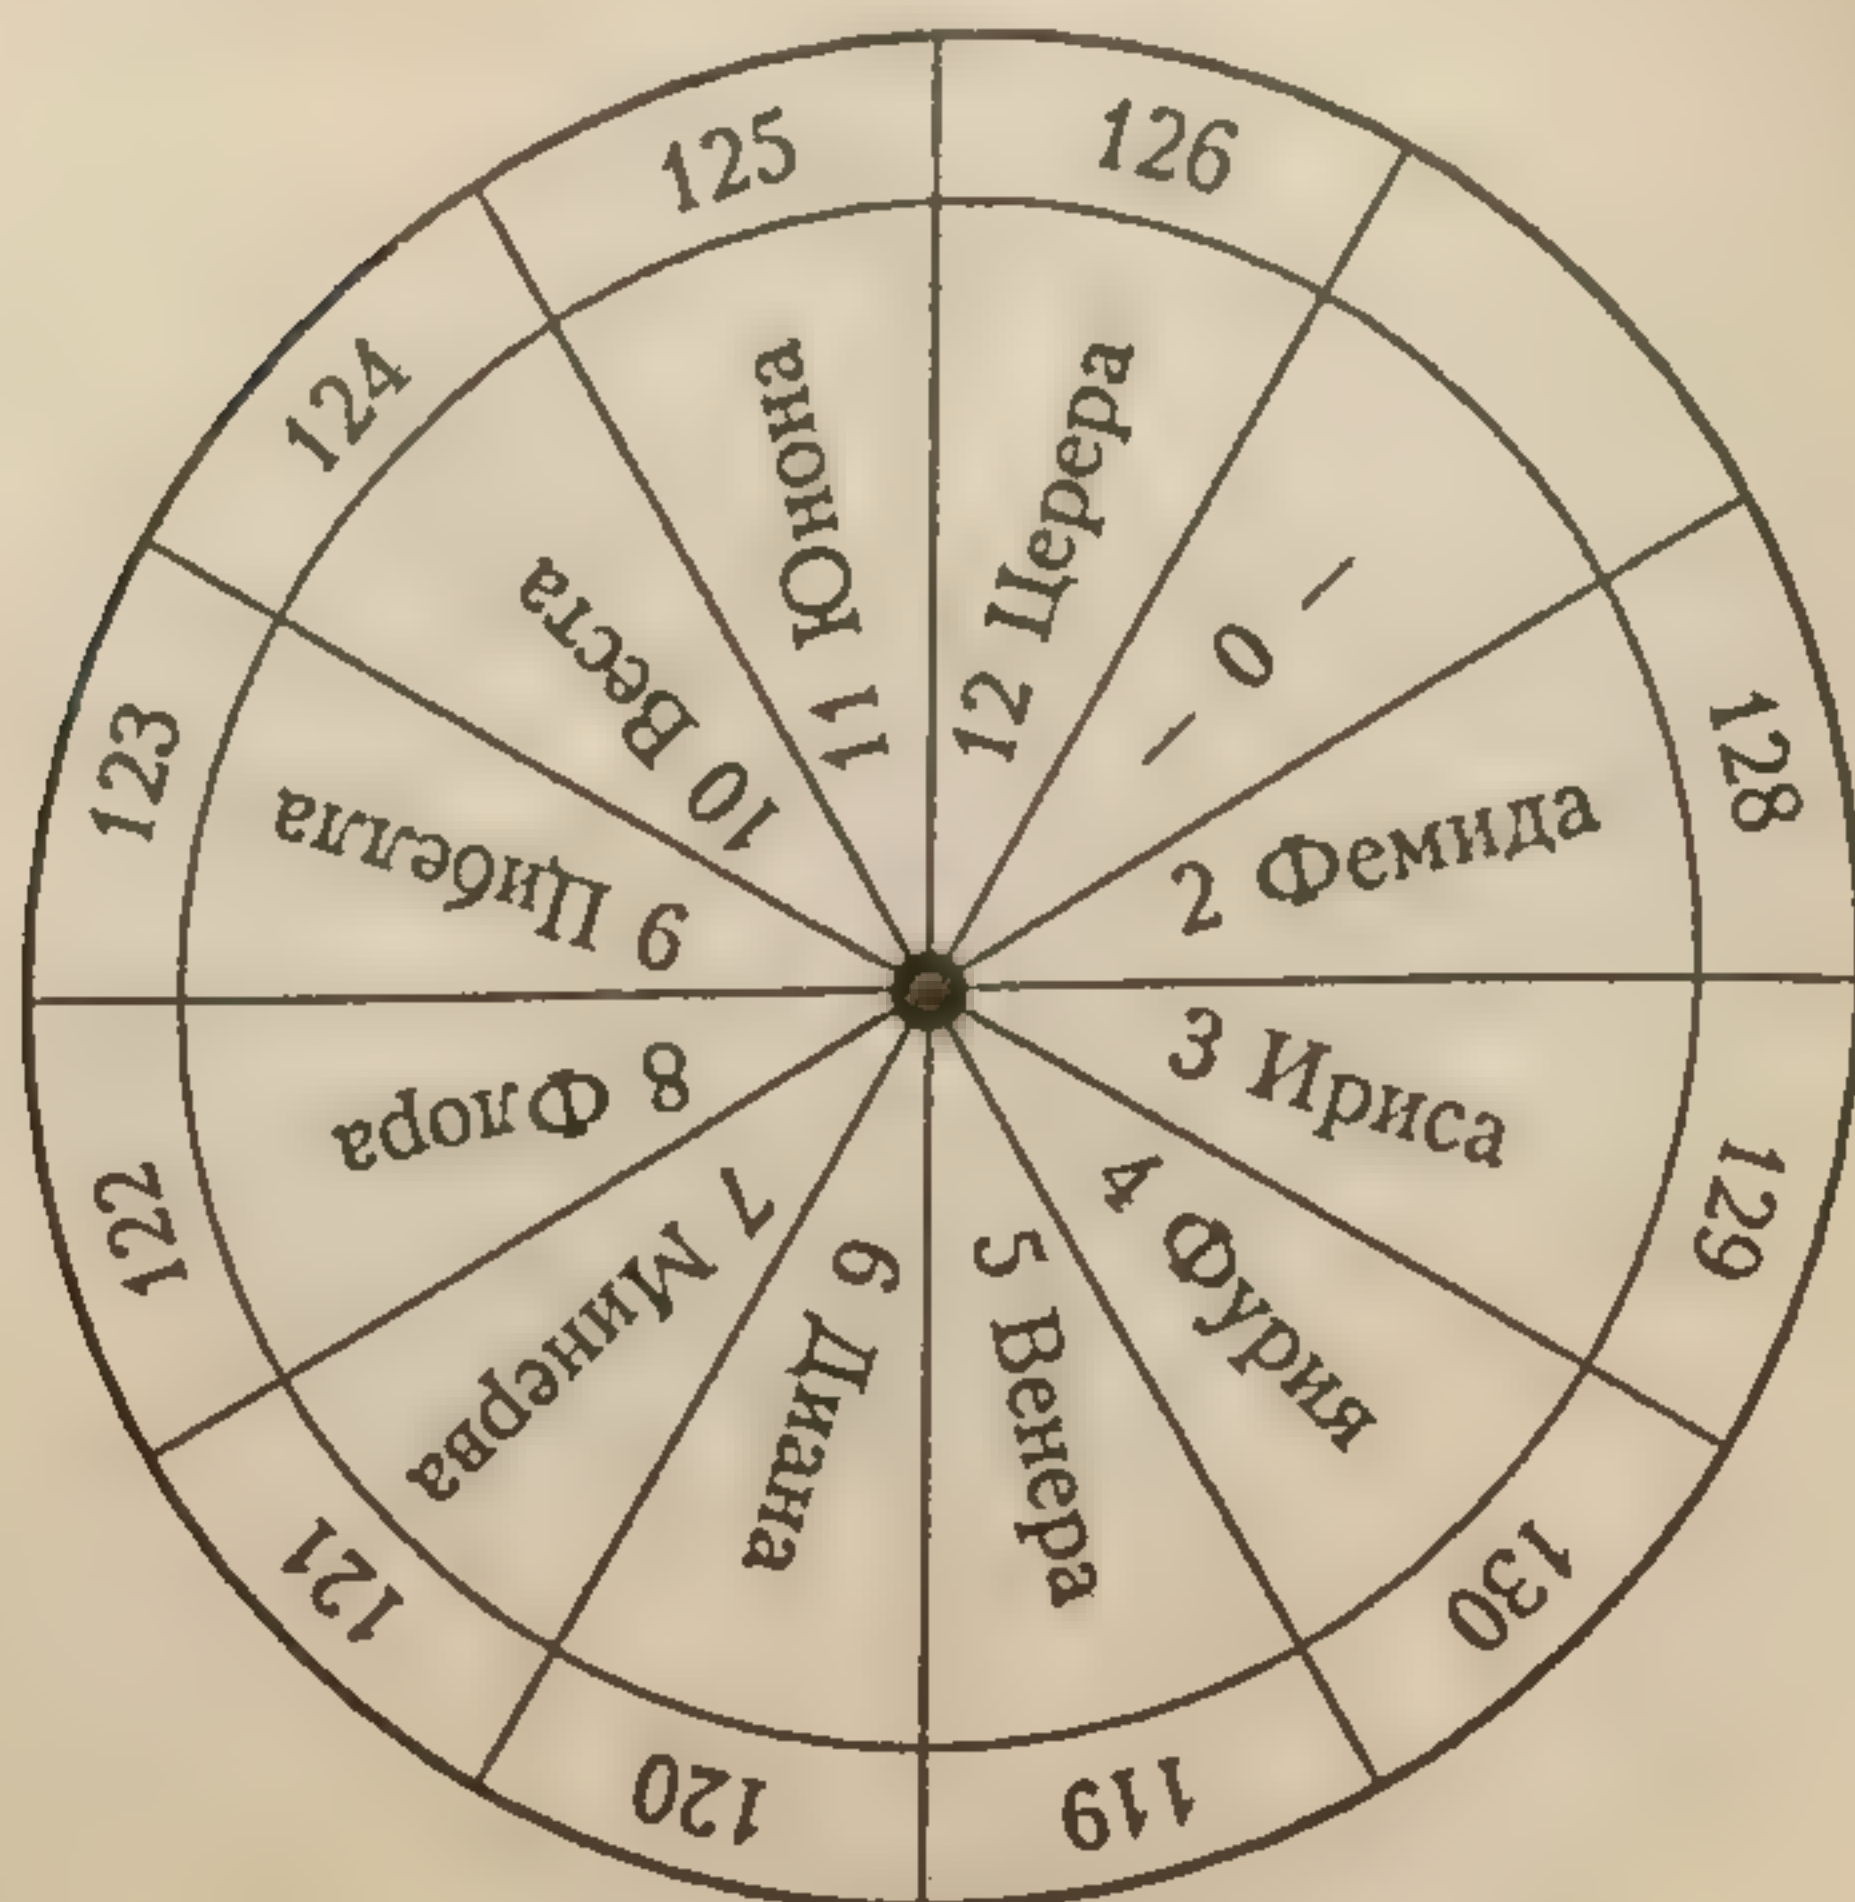 126
12 Церера
– 0 –
128
2 Фемида
129
3 Ириса
130
4 Фурия
119
5 Венера
120
6 Диана
121
7 Минерва
122
8 Флора
123
9 Цибелла
124
10 Веста
125
11 Юнона